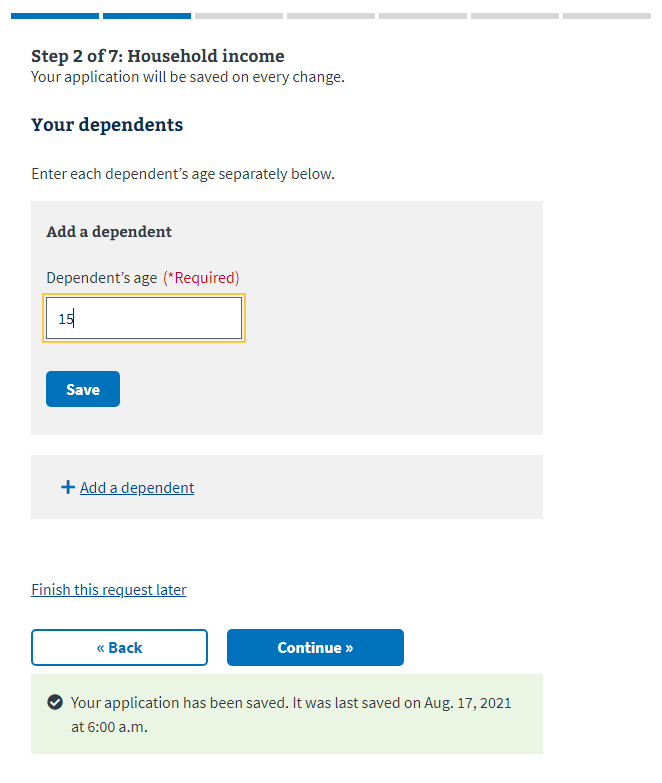 Step 2 of 7: Household income
Your application will be saved on every change.
Your dependents
Enter each dependent’s age separately below.
Add a dependent
Dependent’s age (*Required)
15
Save
Add a dependent
Finish this request later
« Back
Continue »
Your application has been saved. It was last saved on Aug. 17, 2021
at 6:00 a.m.